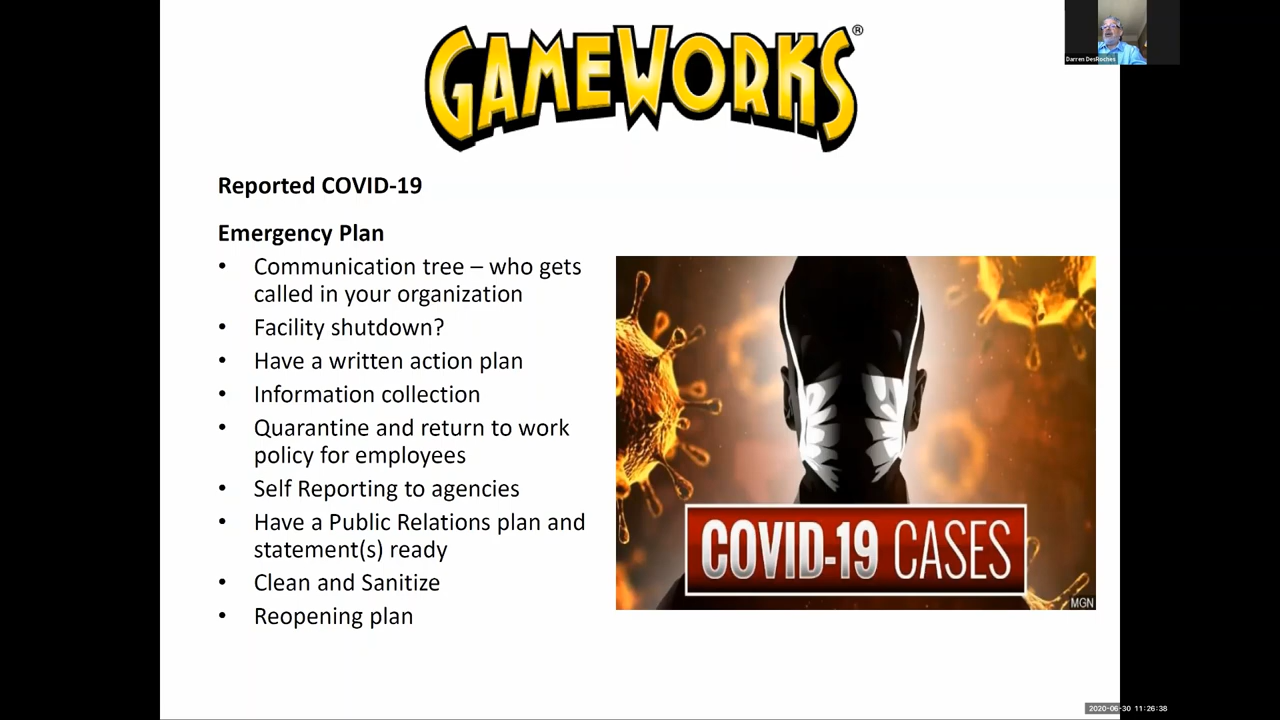 GAMEWORKS®
Darren DesRoches
Reported COVID-19
Emergency Plan
• Communication tree – who gets
called in your organization
• Facility shutdown?
• Have a written action plan
• Information collection
• Quarantine and return to work
policy for employees
• Self Reporting to agencies
• Have a Public Relations plan and
statement(s) ready
• Clean and Sanitize
• Reopening plan
COVID-19 CASES
MGN
2020-06-30 11:26:38